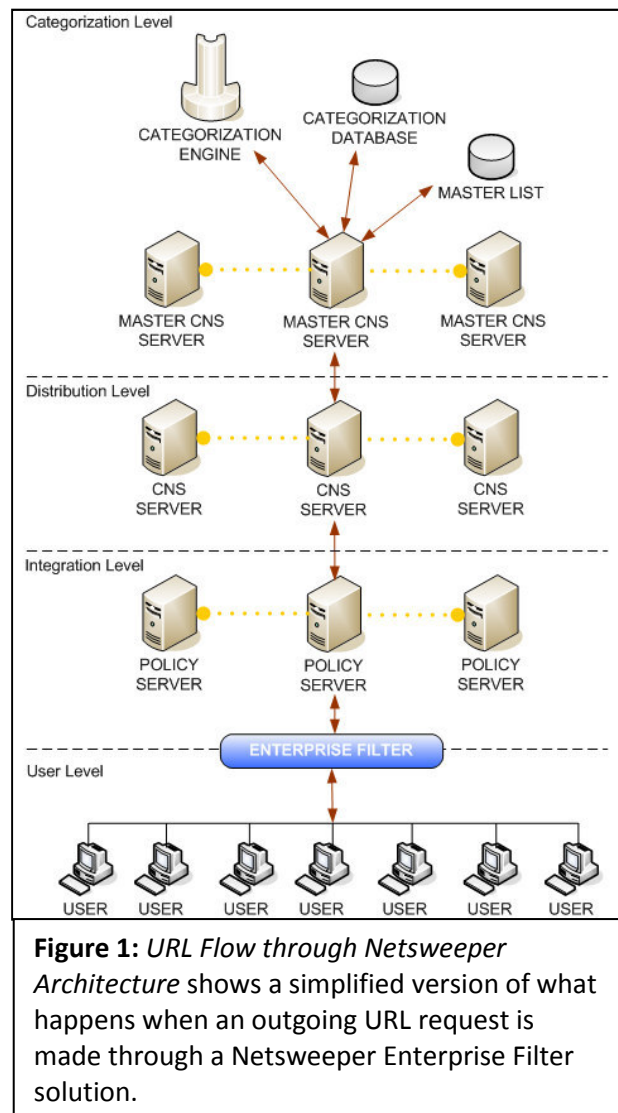 Categorization Level
CATEGORIZATION
ENGINE
CATEGORIZATION
DATABASE
MASTER LIST
MASTER CNS
SERVER
MASTER CNS
SERVER
MASTER CNS
SERVER
Distribution Level
CNS
SERVER
CNS
SERVER
CNS
SERVER
Integration Level
POLICY
SERVER
POLICY
SERVER
POLICY
SERVER
ENTERPRISE FILTER
User Level
USER USER USER USER USER USER USER
Figure 1: URL Flow through Netsweeper
Architecture shows a simplified version of what
happens when an outgoing URL request is
made through a Netsweeper Enterprise Filter
solution.